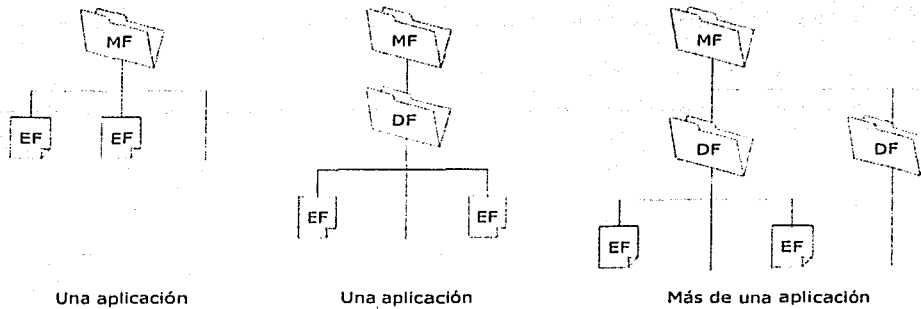 MF
MF
MF
EF
EF
DF
DF
DF
EF
EF
EF
EF
Una aplicación
Una aplicación
Más de una aplicación